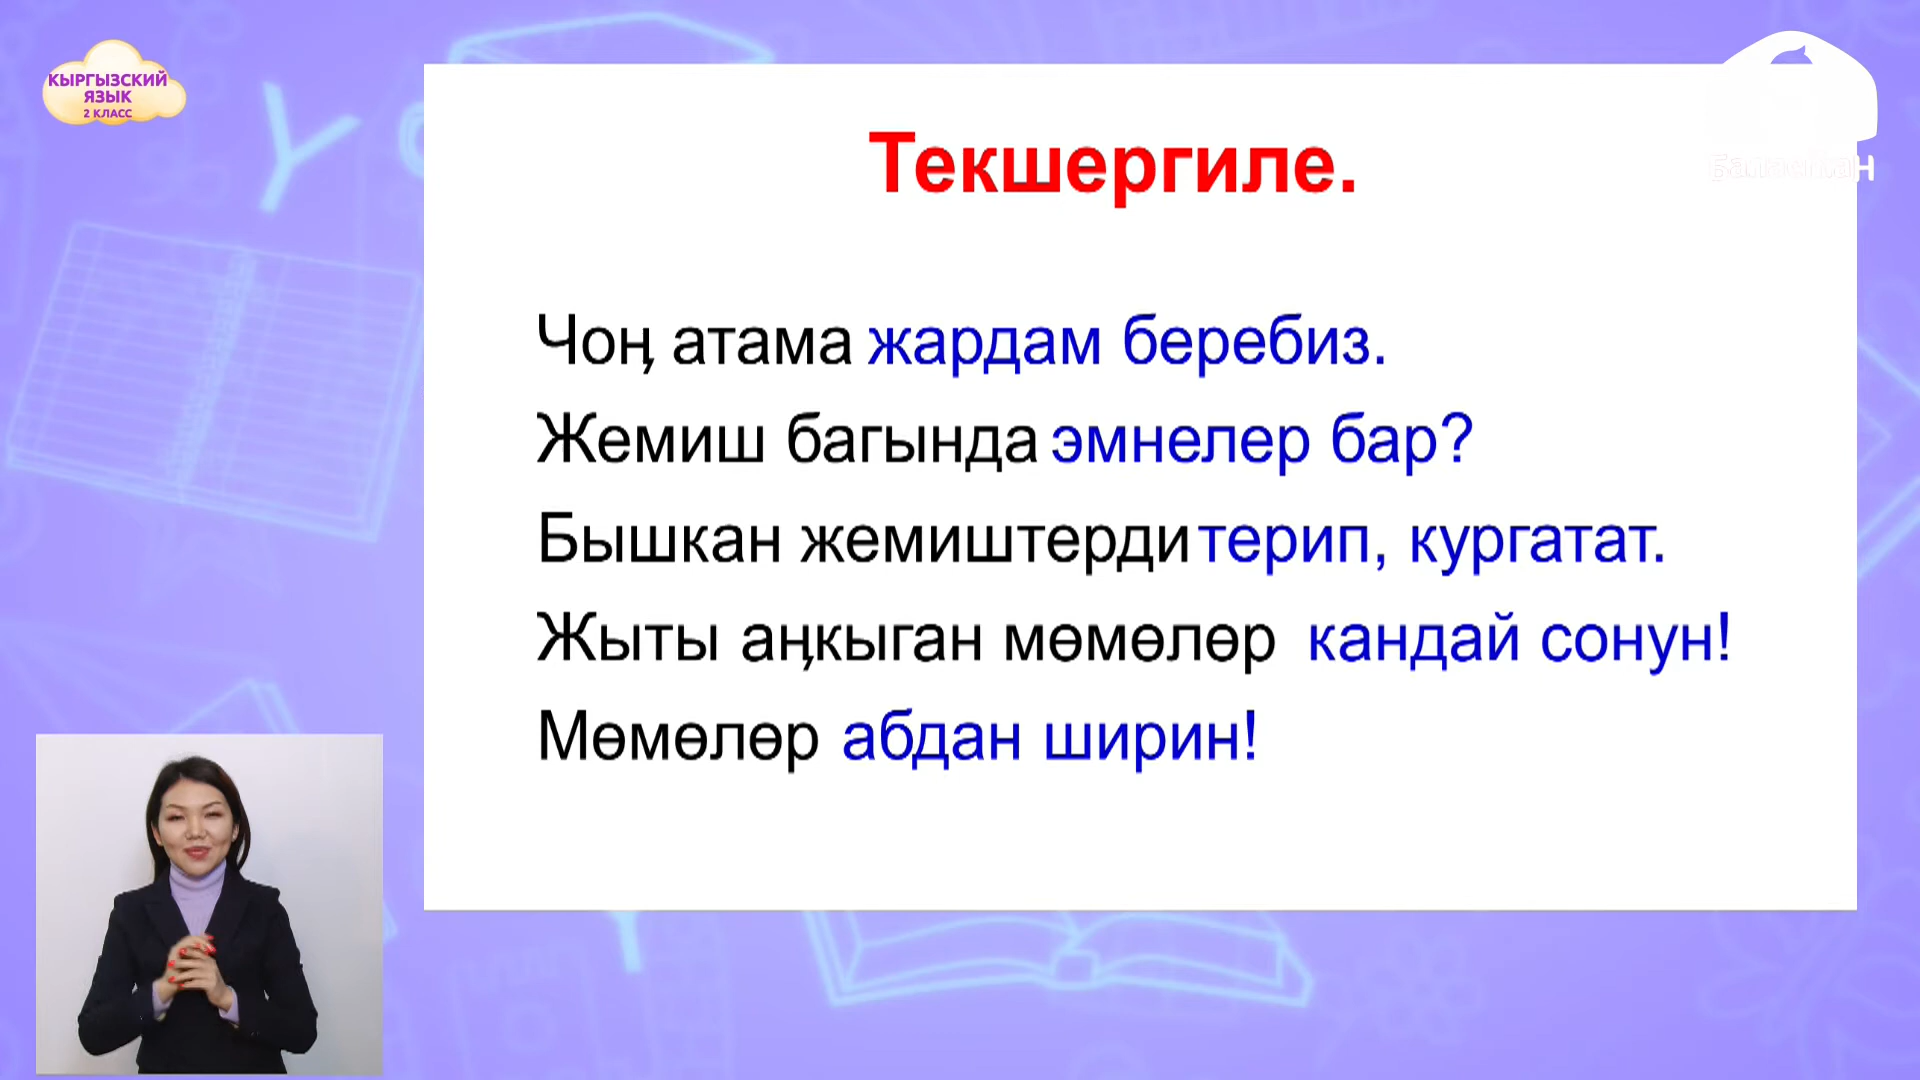 КЫРГЫЗСКИЙ
ЯЗЫК
2 КЛАСС
Баластан
Текшергиле.
Чоң атама жардам беребиз.
Жемиш багында эмнелер бар?
Бышкан жемиштерди терип, кургатат.
Жыты аңкыган мөмөлөр кандай сонун!
Мөмөлөр абдан ширин!